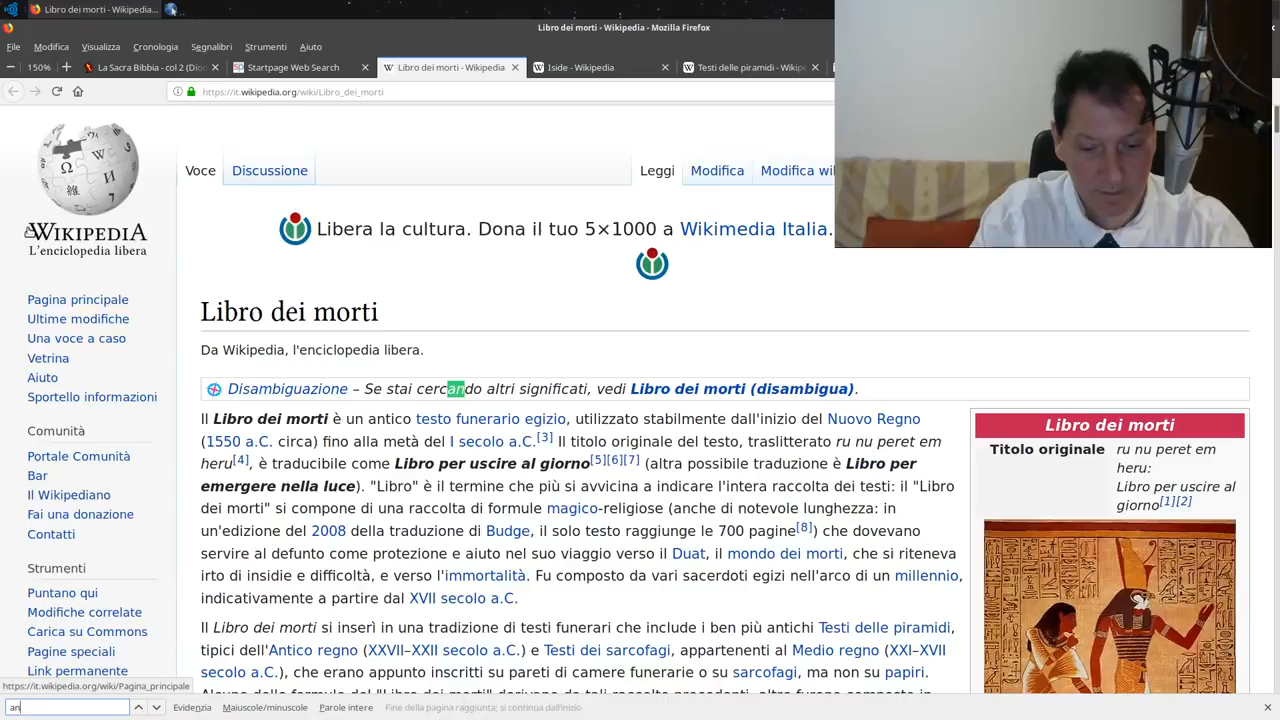 Libro dei morti - Wikipedia...
Libro dei morti - Wikipedia - Mozilla Firefox
File Modifica Visualizza Cronologia Segnalibri Strumenti Aiuto
150% La Sacra Bibbia - col 2 (Dio Startpage Web Search Libro dei morti - Wikipedia Iside - Wikipedia Testi delle piramidi - Wikipe
https://it.wikipedia.org/wiki/Libro_dei_morti
Voce Discussione Leggi Modifica Modifica wi
WIKIPEDIA
L'enciclopedia libera
Libera la cultura. Dona il tuo 5×1000 a Wikimedia Italia.
Pagina principale
Ultime modifiche
Una voce a caso
Vetrina
Aiuto
Sportello informazioni
Comunità
Portale Comunità
Bar
Il Wikipediano
Fai una donazione
Contatti
Strumenti
Puntano qui
Modifiche correlate
Carica su Commons
Pagine speciali
Link permanente
Libro dei morti
Da Wikipedia, l'enciclopedia libera.
Disambiguazione – Se stai cercando altri significati, vedi Libro dei morti (disambigua).
Il Libro dei morti è un antico testo funerario egizio, utilizzato stabilmente dall'inizio del Nuovo Regno
(1550 a.C. circa) fino alla metà del I secolo a.C.[3] Il titolo originale del testo, traslitterato ru nu peret em
heru[4], è traducibile come Libro per uscire al giorno[5][6][7] (altra possibile traduzione è Libro per
emergere nella luce). "Libro" è il termine che più si avvicina a indicare l'intera raccolta dei testi: il "Libro
dei morti" si compone di una raccolta di formule magico-religiose (anche di notevole lunghezza: in
un'edizione del 2008 della traduzione di Budge, il solo testo raggiunge le 700 pagine[8]) che dovevano
servire al defunto come protezione e aiuto nel suo viaggio verso il Duat, il mondo dei morti, che si riteneva
irto di insidie e difficoltà, e verso l'immortalità. Fu composto da vari sacerdoti egizi nell'arco di un millennio,
indicativamente a partire dal XVII secolo a.C.
Il Libro dei morti si inserì in una tradizione di testi funerari che include i ben più antichi Testi delle piramidi,
tipici dell'Antico regno (XXVII–XXII secolo a.C.) e Testi dei sarcofagi, appartenenti al Medio regno (XXI–XVII
secolo a.C.), che erano appunto inscritti su pareti di camere funerarie o su sarcofagi, ma non su papiri.
Libro dei morti
Titolo originale ru nu peret em
heru:
Libro per uscire al
giorno[1][2]
https://it.wikipedia.org/wiki/Pagina_principale
an Evidenzia Maiuscole/minuscole Parole intere Fine della pagina raggiunta; si continua dall'inizio